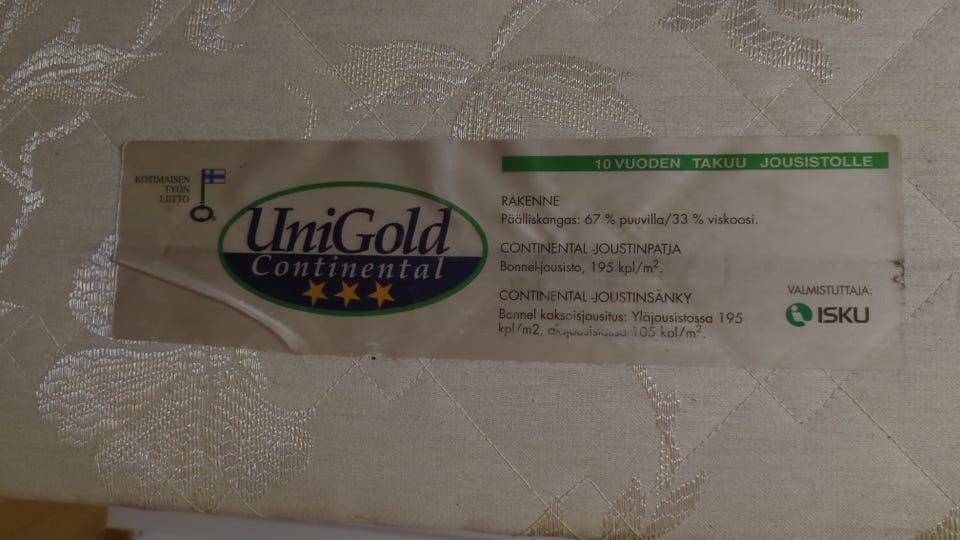 KOTIMAISEN
TYÖN
LIITTO
UniGold
Continental
10 VUODEN TAKUU JOUSISTOLLE
RAKENNE
Päälliskangas: 67 % puuvilla/33 % viskoosi.
CONTINENTAL-JOUSTINPATJA
Bonnel-jousisto, 195 kpl/m².
CONTINENTAL-JOUSTINSÄNKY
Bonnel kaksoisjousitus: Yläjousistossa 195
kpl/m2, alajousistossa 105 kpl/m².
VALMISTUTTAJA:
ISKU